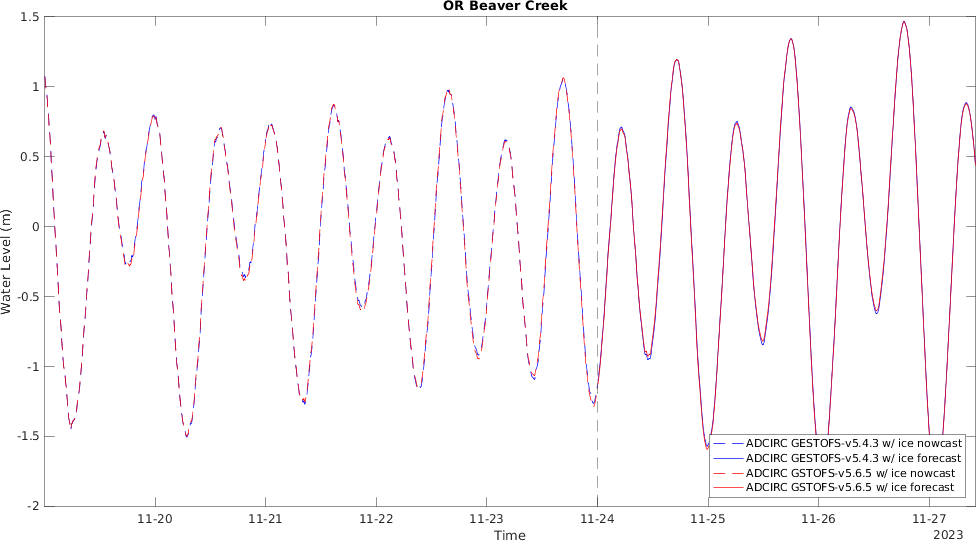 OR Beaver Creek
1.5
1
0.5
0
-0.5
-1
-1.5
-2
Water Level (m)
11-20 11-21 11-22 11-23 11-24 11-25 11-26 11-27
Time
2023
ADCIRC GESTOFS-v5.4.3 w/ ice nowcast
ADCIRC GESTOFS-v5.4.3 w/ ice forecast
ADCIRC GSTOFS-v5.6.5 w/ ice nowcast
ADCIRC GSTOFS-v5.6.5 w/ ice forecast